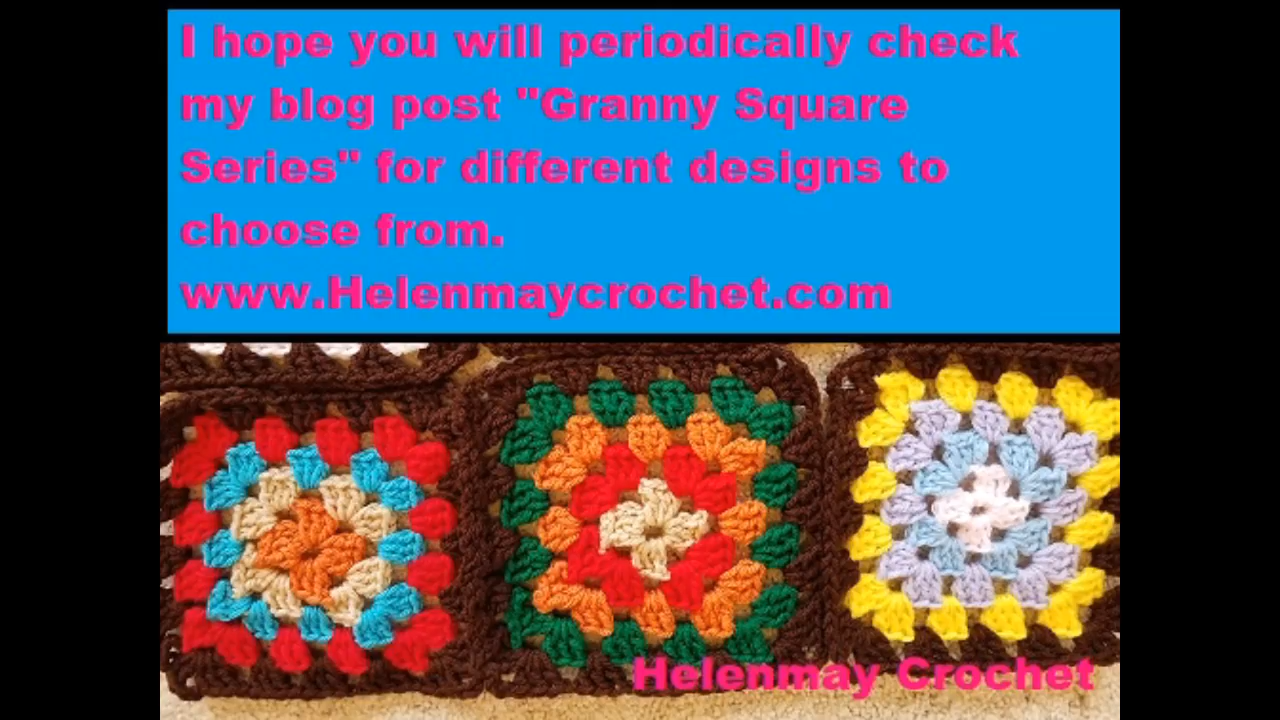 I hope you will periodically check
my blog post "Granny Square
Series" for different designs to
choose from.
www.Helenmaycrochet.com
Helenmay Crochet